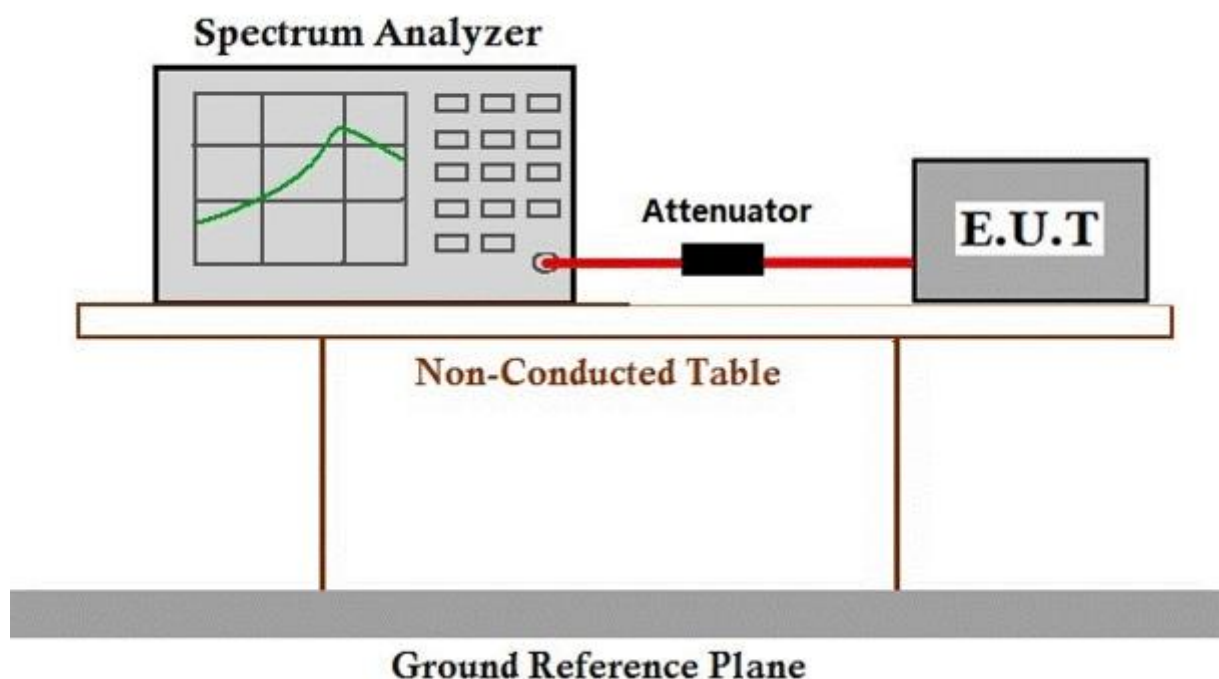 Spectrum Analyzer
Attenuator
E.U.T
Non-Conducted Table
Ground Reference Plane